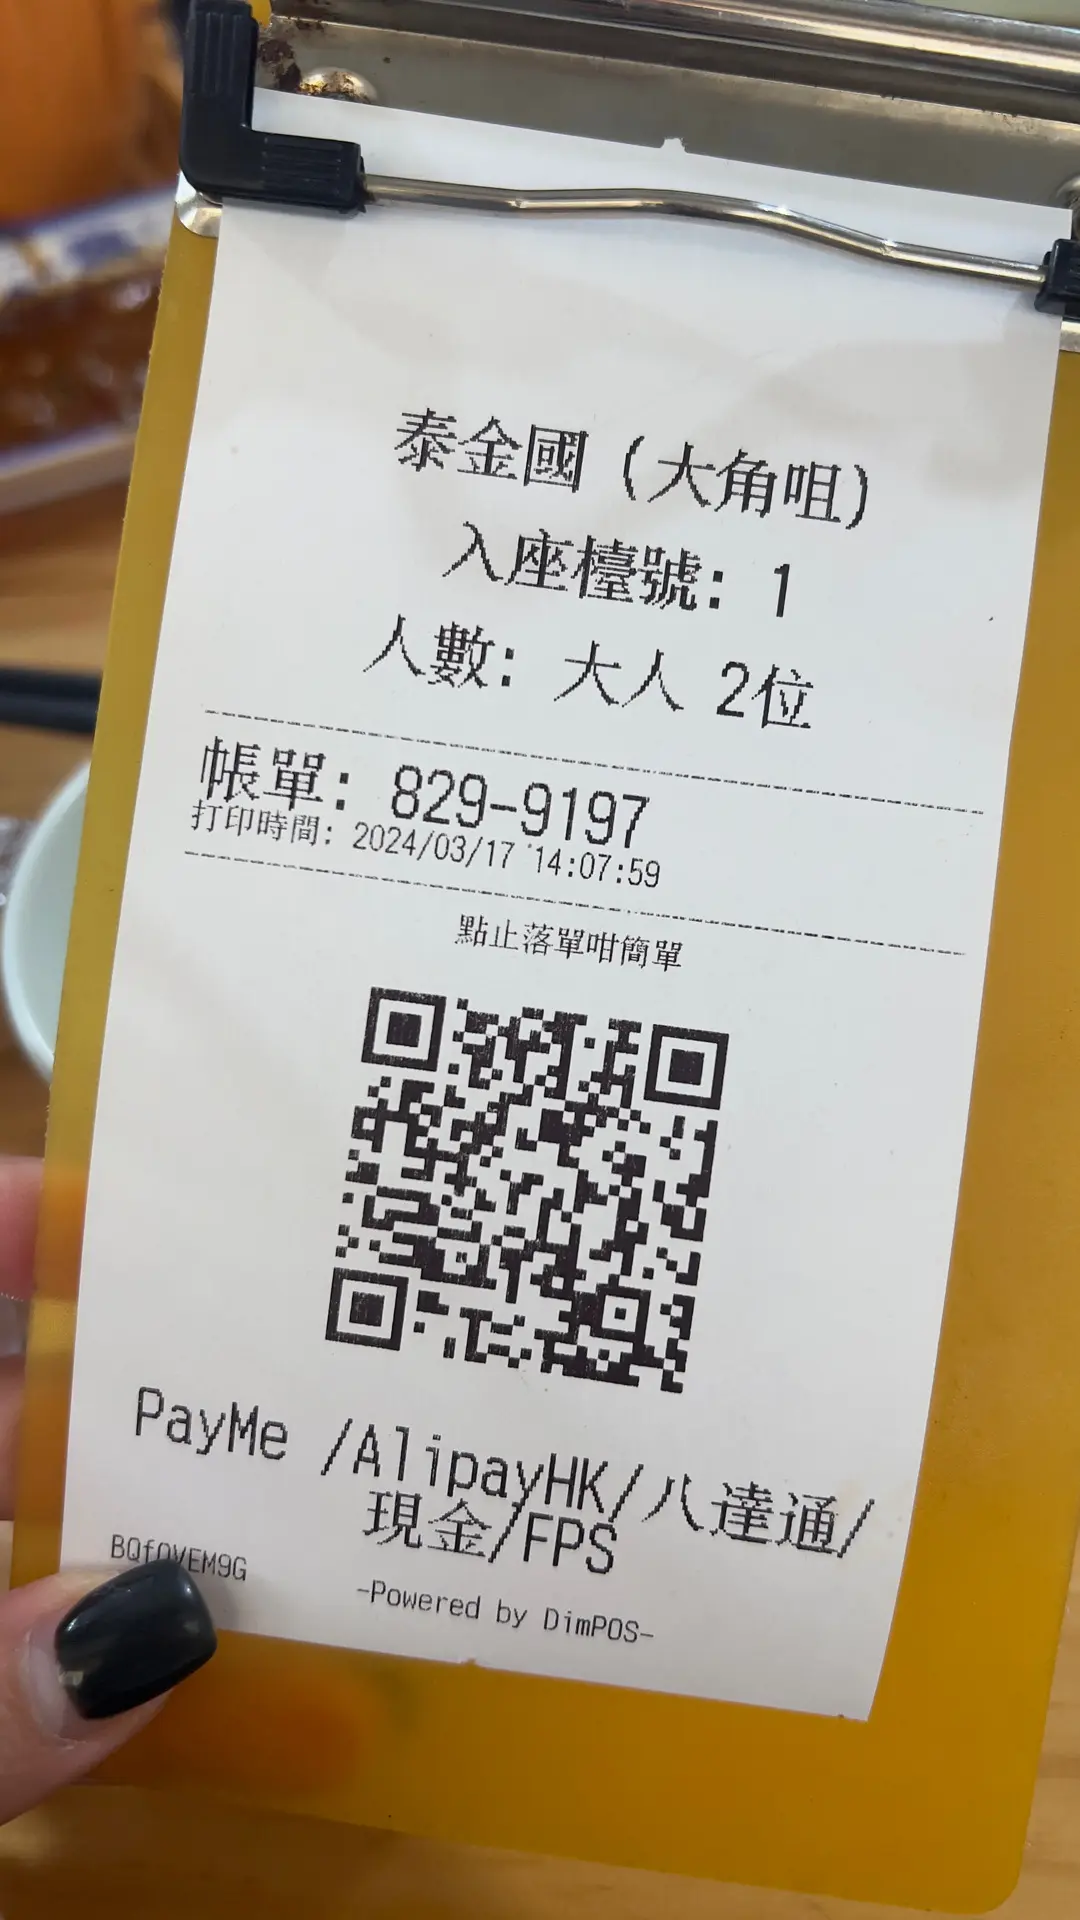 泰金國（大角咀）
入座檯號: 1
人數: 大人 2位
帳單: 829-9197
打印時間: 2024/03/17 14:07:59
點止落單咁簡單
PayMe /AlipayHK/八達通/
現金/FPS
-Powered by DimPOS-